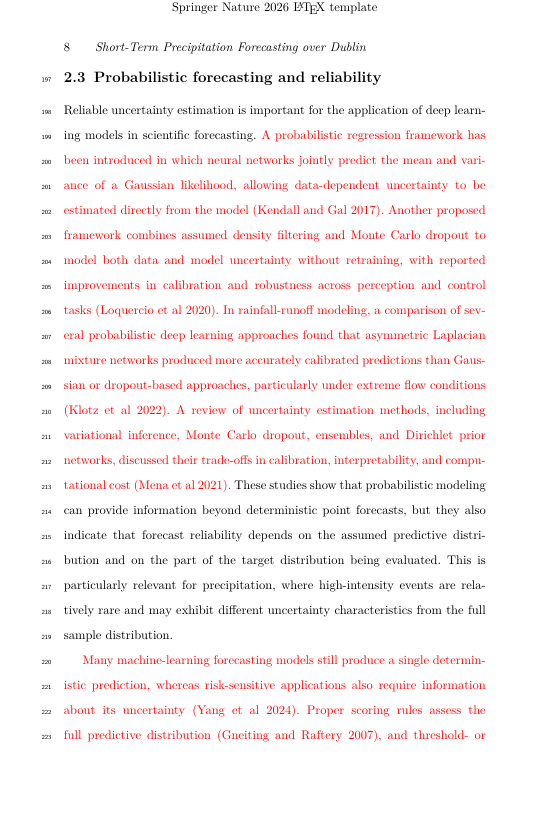 Springer Nature 2026 LATEX template
8 Short-Term Precipitation Forecasting over Dublin
197 2.3 Probabilistic forecasting and reliability
198 Reliable uncertainty estimation is important for the application of deep learn-
199 ing models in scientific forecasting. A probabilistic regression framework has
200 been introduced in which neural networks jointly predict the mean and vari-
201 ance of a Gaussian likelihood, allowing data-dependent uncertainty to be
202 estimated directly from the model (Kendall and Gal 2017). Another proposed
203 framework combines assumed density filtering and Monte Carlo dropout to
204 model both data and model uncertainty without retraining, with reported
205 improvements in calibration and robustness across perception and control
206 tasks (Loquercio et al 2020). In rainfall-runoff modeling, a comparison of sev-
207 eral probabilistic deep learning approaches found that asymmetric Laplacian
208 mixture networks produced more accurately calibrated predictions than Gaus-
209 sian or dropout-based approaches, particularly under extreme flow conditions
210 (Klotz et al 2022). A review of uncertainty estimation methods, including
211 variational inference, Monte Carlo dropout, ensembles, and Dirichlet prior
212 networks, discussed their trade-offs in calibration, interpretability, and compu-
213 tational cost (Mena et al 2021). These studies show that probabilistic modeling
214 can provide information beyond deterministic point forecasts, but they also
215 indicate that forecast reliability depends on the assumed predictive distri-
216 bution and on the part of the target distribution being evaluated. This is
217 particularly relevant for precipitation, where high-intensity events are rela-
218 tively rare and may exhibit different uncertainty characteristics from the full
219 sample distribution.
220 Many machine-learning forecasting models still produce a single determin-
221 istic prediction, whereas risk-sensitive applications also require information
222 about its uncertainty (Yang et al 2024). Proper scoring rules assess the
223 full predictive distribution (Gneiting and Raftery 2007), and threshold- or